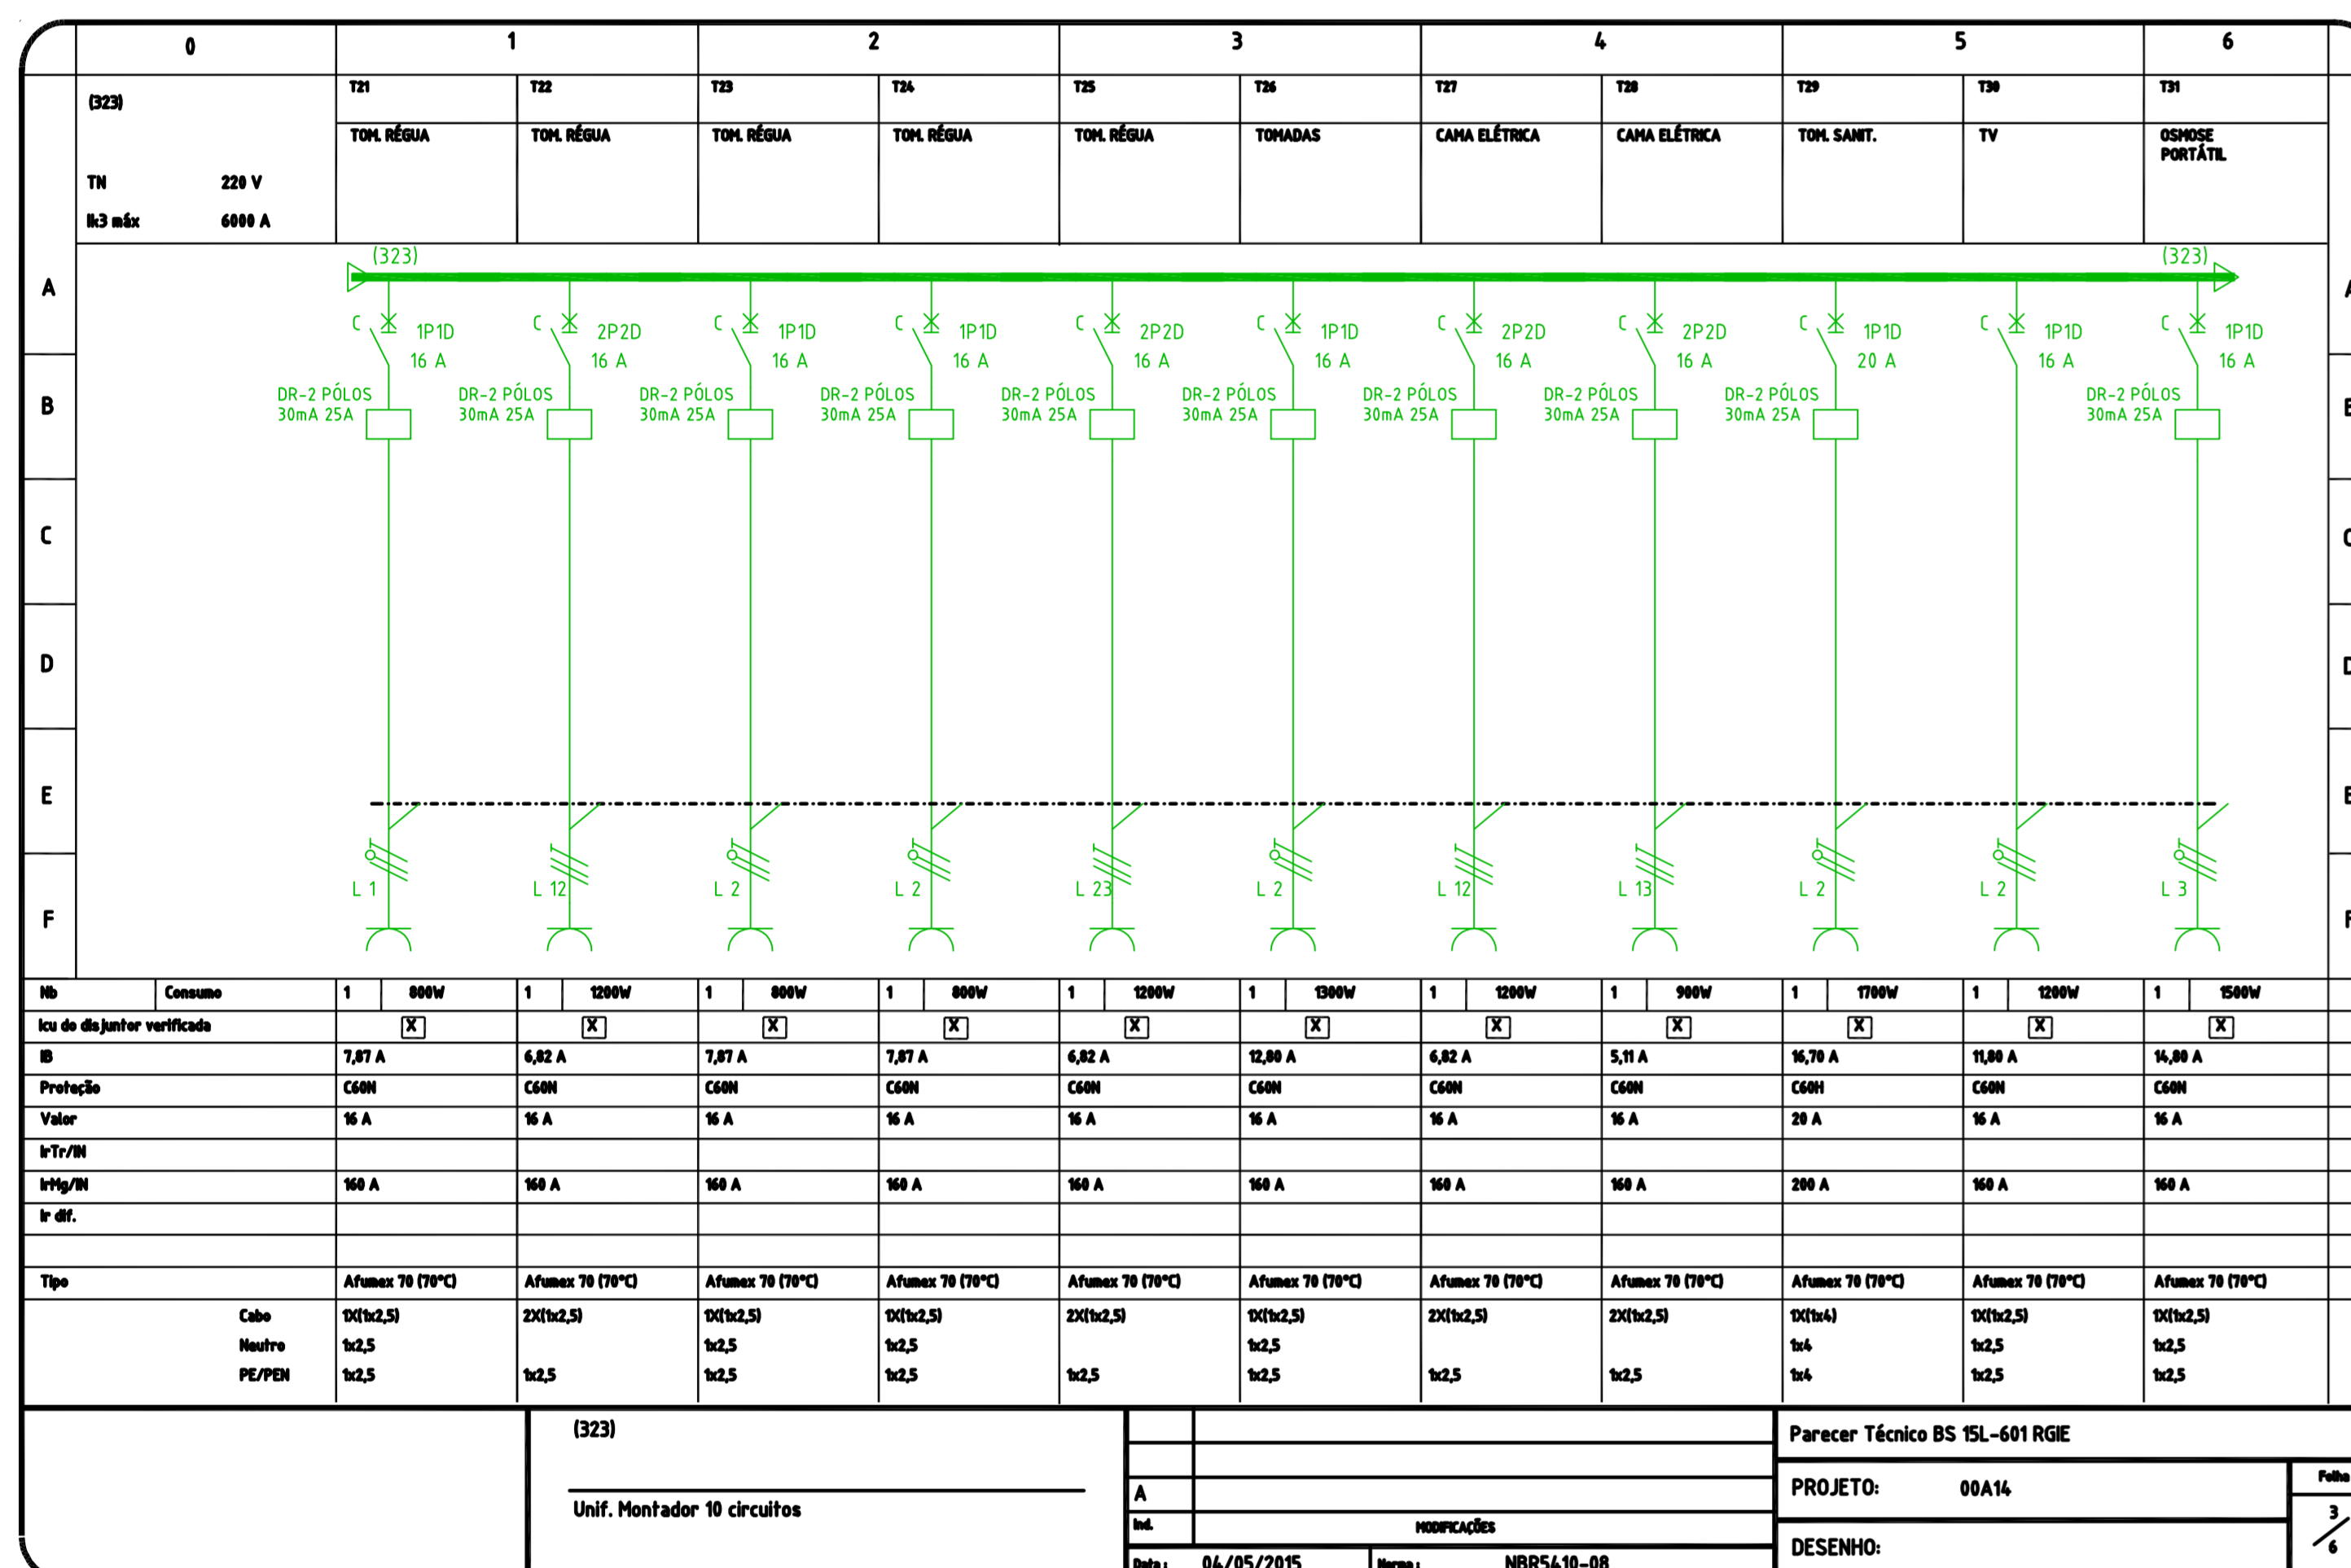 0 1 2 3 4 5 6
(323) T21 T22 T23 T24 T25 T26 T27 T28 T29 T30 T31
TOM. RÉGUA TOM. RÉGUA TOM. RÉGUA TOM. RÉGUA TOM. RÉGUA TOMADAS CAMA ELÉTRICA CAMA ELÉTRICA TOM. SANIT. TV OSMOSE
PORTÁTIL
TN 220 V
Ik3 máx 6000 A
(323) (323)
A
C C C C C C C C C C C
1P1D 2P2D 1P1D 1P1D 2P2D 1P1D 2P2D 2P2D 1P1D 1P1D 1P1D
16 A 16 A 16 A 16 A 16 A 16 A 16 A 16 A 20 A 16 A 16 A
DR-2 PÓLOS DR-2 PÓLOS DR-2 PÓLOS DR-2 PÓLOS DR-2 PÓLOS DR-2 PÓLOS DR-2 PÓLOS DR-2 PÓLOS DR-2 PÓLOS DR-2 PÓLOS
B 30mA 25A 30mA 25A 30mA 25A 30mA 25A 30mA 25A 30mA 25A 30mA 25A 30mA 25A 30mA 25A 30mA 25A
C
D
E
L 1 L 12 L 2 L 2 L 23 L 2 L 12 L 13 L 2 L 2 L 3
F
Nb Consumo 1 800W 1 1200W 1 800W 1 800W 1 1200W 1 1300W 1 1200W 1 900W 1 1700W 1 1200W 1 1500W
Icu do disjuntor verificada X X X X X X X X X X X
IB 7,87 A 6,82 A 7,87 A 7,87 A 6,82 A 12,80 A 6,82 A 5,11 A 16,70 A 11,80 A 14,80 A
Proteção C60N C60N C60N C60N C60N C60N C60N C60N C60H C60N C60N
Valor 16 A 16 A 16 A 16 A 16 A 16 A 16 A 16 A 20 A 16 A 16 A
IrTr/IN
IrMg/IN 160 A 160 A 160 A 160 A 160 A 160 A 160 A 160 A 200 A 160 A 160 A
Ir dif.
Tipo Afumex 70 (70°C) Afumex 70 (70°C) Afumex 70 (70°C) Afumex 70 (70°C) Afumex 70 (70°C) Afumex 70 (70°C) Afumex 70 (70°C) Afumex 70 (70°C) Afumex 70 (70°C) Afumex 70 (70°C) Afumex 70 (70°C)
Cabo 1X(1x2,5) 2X(1x2,5) 1X(1x2,5) 1X(1x2,5) 2X(1x2,5) 1X(1x2,5) 2X(1x2,5) 2X(1x2,5) 1X(1x4) 1X(1x2,5) 1X(1x2,5)
Neutro 1x2,5 1x2,5 1x2,5 1x2,5 1x4 1x2,5 1x2,5
PE/PEN 1x2,5 1x2,5 1x2,5 1x2,5 1x2,5 1x2,5 1x2,5 1x2,5 1x4 1x2,5 1x2,5
(323)
Unif. Montador 10 circuitos
A
Ind. MODIFICAÇÕES
Data : 04/05/2015 Norma : NBR5410-08
Parecer Técnico BS 15L-601 RGIE
PROJETO: 00A14
DESENHO:
Folha
3
6